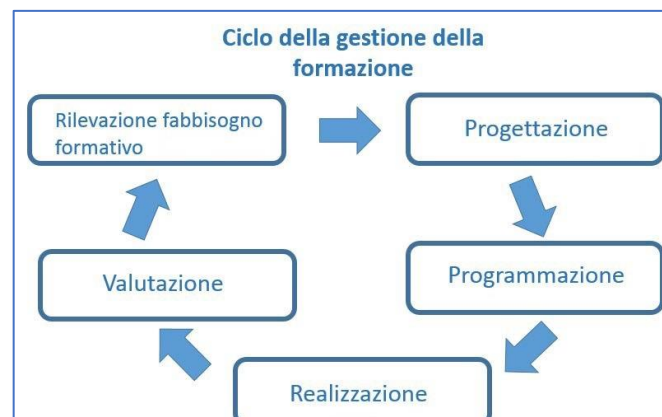 Ciclo della gestione della
formazione
Rilevazione fabbisogno
formativo
Progettazione
Programmazione
Realizzazione
Valutazione